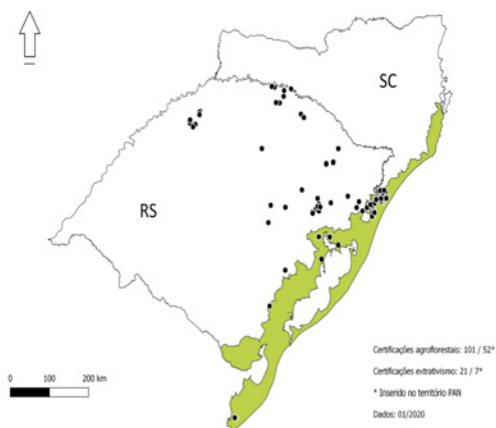 SC
RS
Certificações agroflorestais: 101 / 52*
Certificações extrativismo: 21 / 7*
* Inserido no território PAN
Dados: 01/2020
0 100 200 km